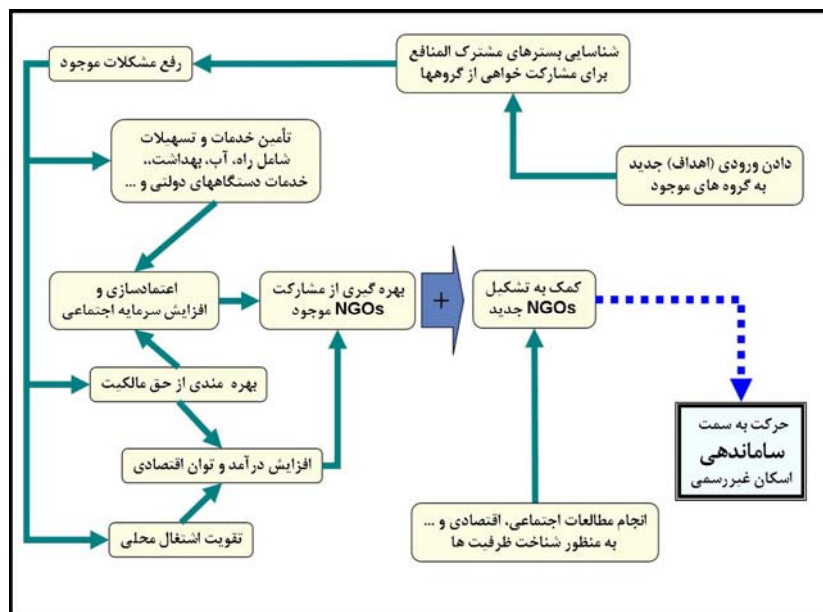 شناسایی بسترهای مشترک المنافع
برای مشارکت خواهی از گروهها
رفع مشکلات موجود
تأمین خدمات و تسهیلات
شامل راه، آب، بهداشت،،
خدمات دستگاههای دولتی و ...
دادن ورودی (اهداف) جدید
به گروه های موجود
کمک به تشکیل
NGOs جدید
+
بهره گیری از مشارکت
NGOs موجود
اعتمادسازی و
افزایش سرمایه اجتماعی
بهره مندی از حق مالکیت
حرکت به سمت
ساماندهی
اسکان غیررسمی
افزایش درآمد و توان اقتصادی
انجام مطالعات اجتماعی، اقتصادی و ...
به منظور شناخت ظرفیت ها
تقویت اشتغال محلی